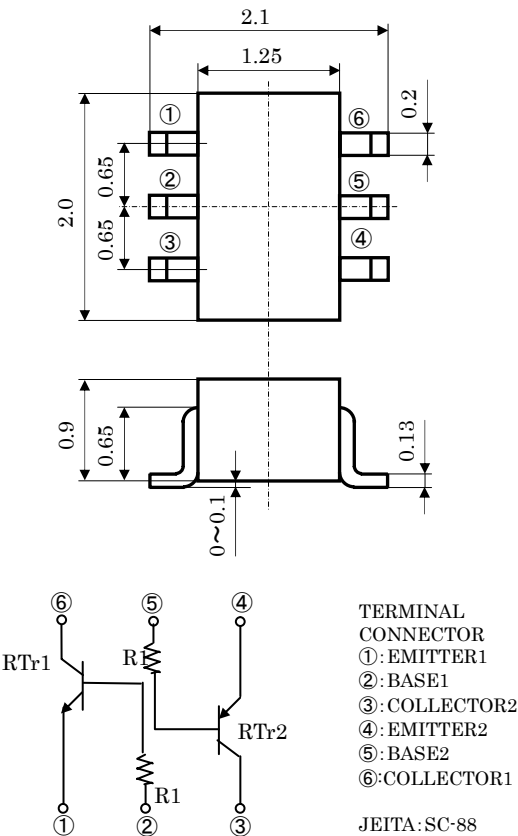 2.1
1.25
① ⑥
0.2
② ⑤
0.65
2.0
0.65
③ ④
0.9
0.65
0.13
0～0.1
⑥ ⑤ ④
RTr1
R1
RTr2
R1
① ② ③
TERMINAL
CONNECTOR
①:EMITTER1
②:BASE1
③:COLLECTOR2
④:EMITTER2
⑤:BASE2
⑥:COLLECTOR1
JEITA:SC-88